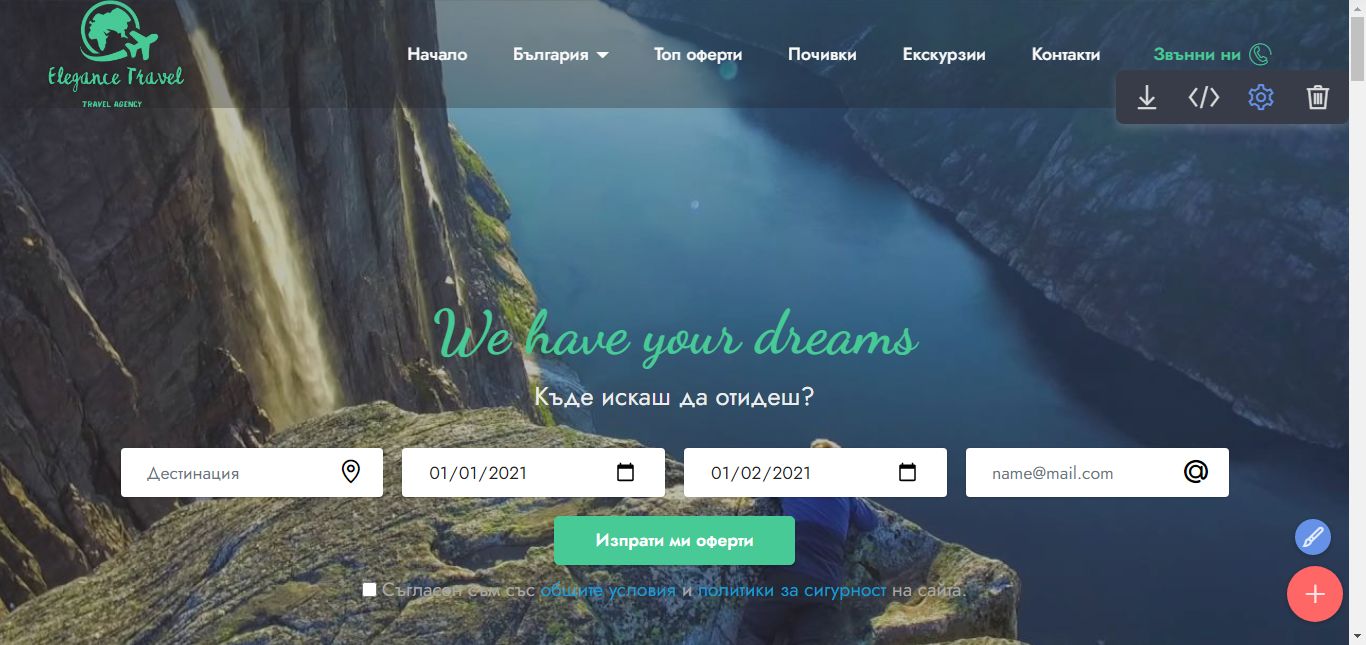 Elegance Travel
TRAVEL AGENCY
Начало България Топ оферти Почивки Екскурзии Контакти Звънни ни
We have your dreams
Къде искаш да отидеш?
Дестинация 01/01/2021 01/02/2021 name@mail.com
Изпрати ми оферти
Съгласен съм със общите условия и политики за сигурност на сайта.